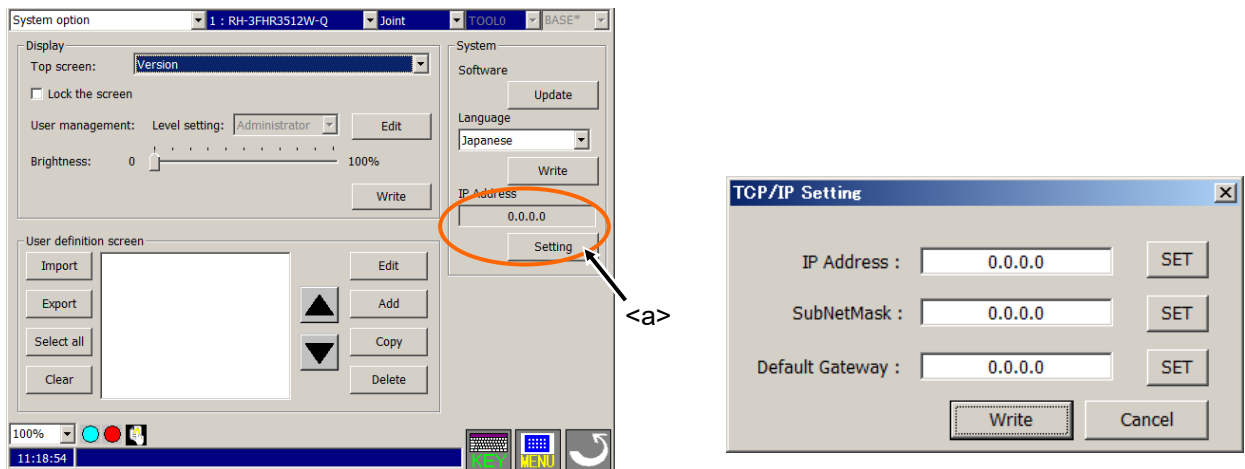 System option 1 : RH-3FHR3512W-Q Joint TOOL0 BASE*
Display
Top screen: Version
Lock the screen
User management: Level setting: Administrator Edit
Brightness: 0 100%
Write
User definition screen
Import Edit
Export Add
Select all Copy
Clear Delete
System
Software
Update
Language
Japanese
Write
IP Address
0.0.0.0
Setting
<a>
100%
11:18:54
KEY MENU
TCP/IP Setting
IP Address : 0.0.0.0 SET
SubNetMask : 0.0.0.0 SET
Default Gateway : 0.0.0.0 SET
Write Cancel